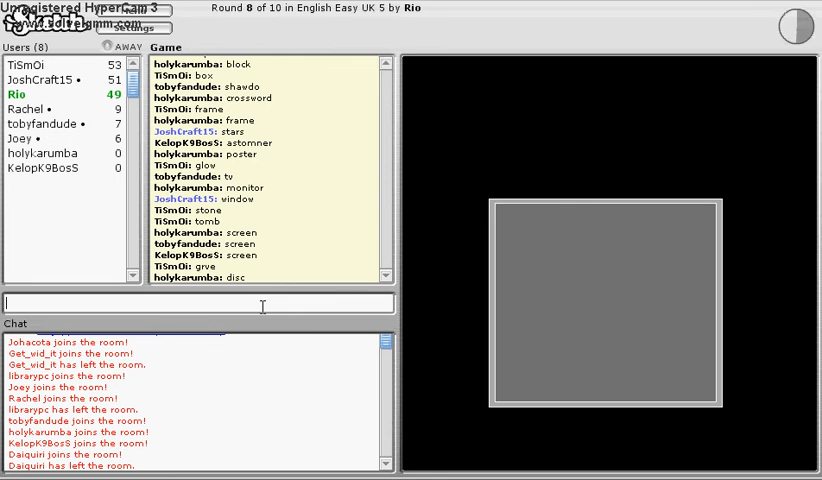 Unregistered HyperCam 3
www.solveigmm.com
Settings
Round 8 of 10 in English Easy UK 5 by Rio
Users (8)
AWAY
Game
TiSmOi 53
JoshCraft15 • 51
Rio 49
Rachel • 9
tobyfandude • 7
Joey • 6
holykarumba 0
KelopK9BosS 0
holykarumba: block
TiSmOi: box
tobyfandude: shawdo
holykarumba: crossword
TiSmOi: frame
holykarumba: frame
JoshCraft15: stars
KelopK9BosS: astomner
holykarumba: poster
TiSmOi: glow
tobyfandude: tv
holykarumba: monitor
JoshCraft15: window
TiSmOi: stone
TiSmOi: tomb
holykarumba: screen
tobyfandude: screen
KelopK9BosS: screen
TiSmOi: grve
holykarumba: disc
Chat
Johacota joins the room!
Get_wid_it joins the room!
Get_wid_it has left the room.
librarypc joins the room!
Joey joins the room!
Rachel joins the room!
librarypc has left the room.
tobyfandude joins the room!
holykarumba joins the room!
KelopK9BosS joins the room!
Daiquiri joins the room!
Daiquiri has left the room.